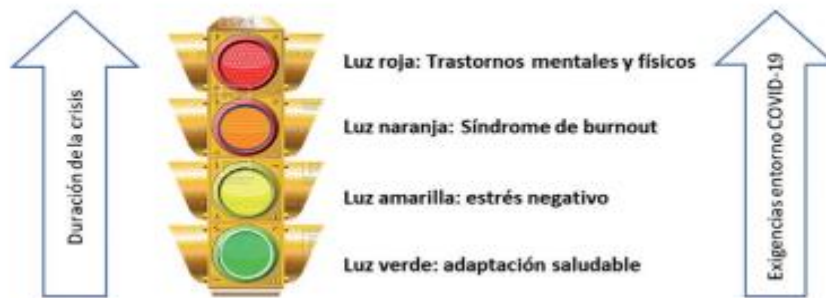 Duración de la crisis
Luz roja: Trastornos mentales y físicos
Luz naranja: Síndrome de burnout
Luz amarilla: estrés negativo
Luz verde: adaptación saludable
Exigencias entorno COVID-19